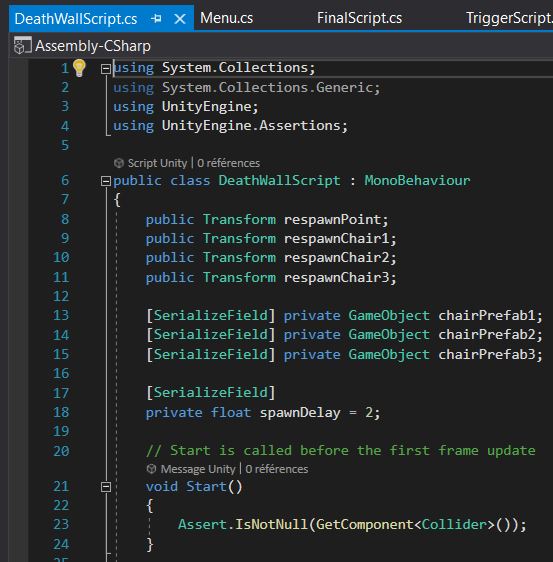 DeathWallScript.cs Menu.cs FinalScript.cs TriggerScript.
Assembly-CSharp
1 using System.Collections;
2 using System.Collections.Generic;
3 using UnityEngine;
4 using UnityEngine.Assertions;
5
Script Unity | 0 références
6 public class DeathWallScript : MonoBehaviour
7 {
8 public Transform respawnPoint;
9 public Transform respawnChair1;
10 public Transform respawnChair2;
11 public Transform respawnChair3;
12
13 [SerializeField] private GameObject chairPrefab1;
14 [SerializeField] private GameObject chairPrefab2;
15 [SerializeField] private GameObject chairPrefab3;
16
17 [SerializeField]
18 private float spawnDelay = 2;
19
20 // Start is called before the first frame update
Message Unity | 0 références
21 void Start()
22 {
23 Assert.IsNotNull(GetComponent<Collider>());
24 }
25